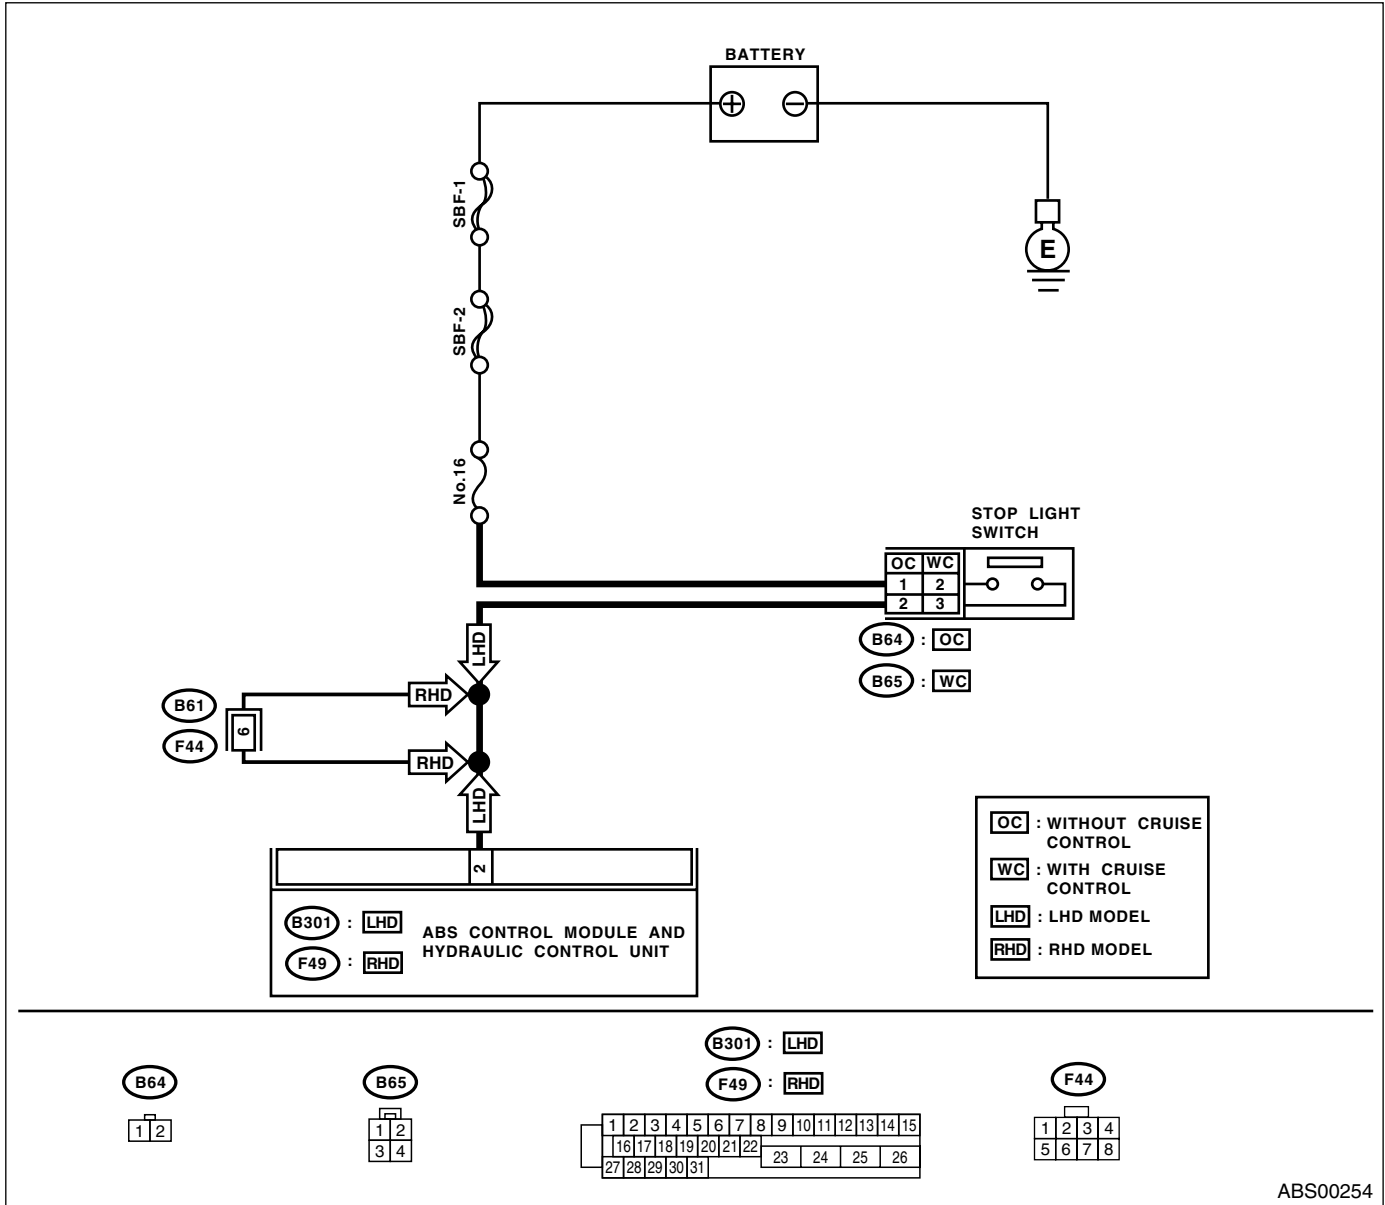 BATTERY
SBF-1
SBF-2
No.16
STOP LIGHT
SWITCH
OC WC
1 2
2 3
B64 : OC
B65 : WC
LHD
RHD
B61
F44
6
RHD
LHD
2
B301 : LHD
F49 : RHD
ABS CONTROL MODULE AND
HYDRAULIC CONTROL UNIT
E
OC : WITHOUT CRUISE
CONTROL
WC : WITH CRUISE
CONTROL
LHD : LHD MODEL
RHD : RHD MODEL
B64
1 2
B65
1 2
3 4
B301 : LHD
F49 : RHD
1 2 3 4 5 6 7 8 9 10 11 12 13 14 15
16 17 18 19 20 21 22 23 24 25 26
27 28 29 30 31
F44
1 2 3 4
5 6 7 8
ABS00254